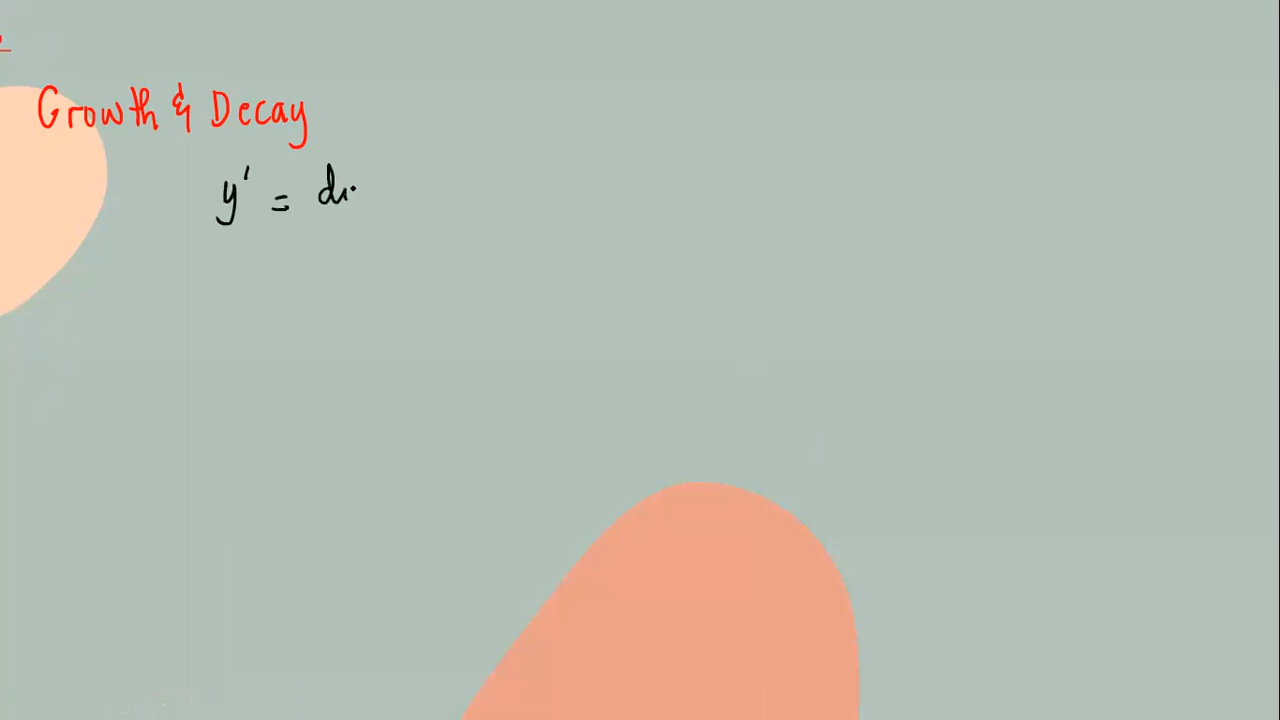 Growth & Decay
y' =